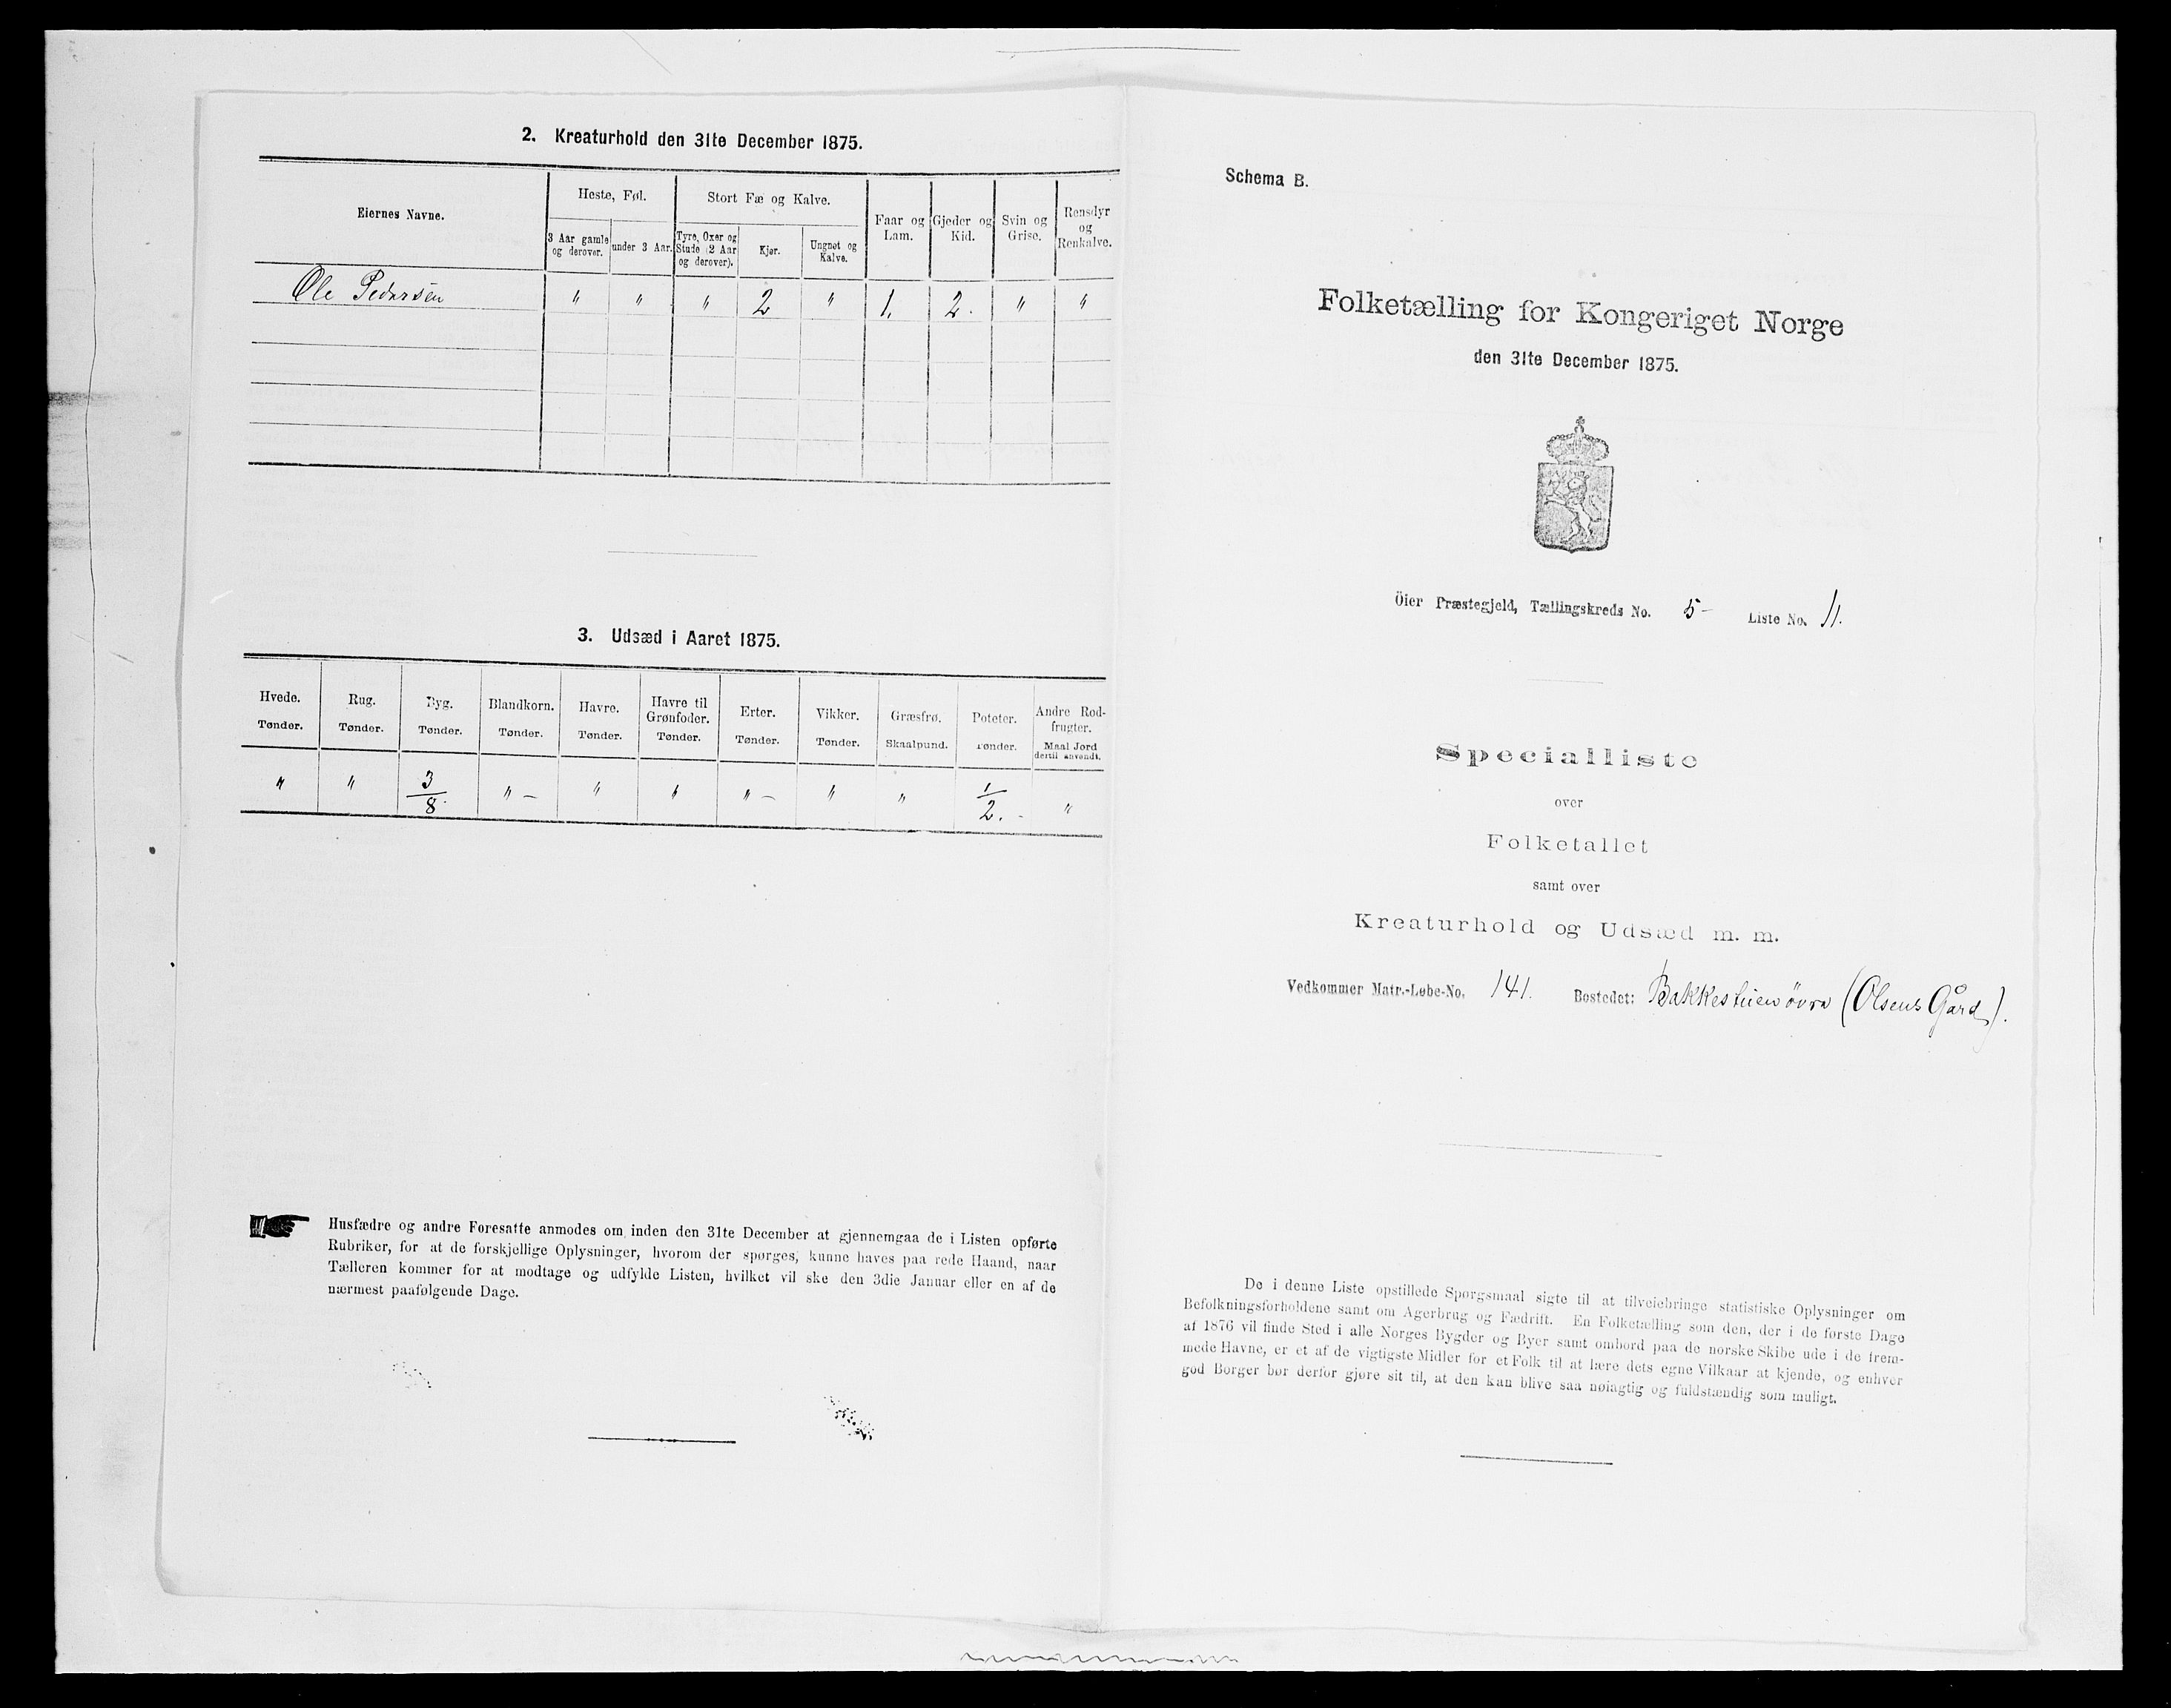 2. Kreaturhold den 31te December 1875.
Eiernes Navne.
Heste, Føl.
Stort Fæ og Kalve.
Faar og Lam.
Gjeder og Kid.
Svin og Grise.
Rensdyr og Renkalve.
3 Aar gamle og derover.
under 3 Aar.
Tyre, Oxer og Stude (2 Aar og derover).
Kjør.
Ungnøt og Kalve.
Ole Pedersen " " " 2 " 1. 2. " "
3. Udsæd i Aaret 1875.
Hvede. Rug. Byg. Blandkorn. Havre. Havre til Grønfoder. Erter. Vikker. Græsfrø. Poteter. Andre Rodfrugter.
Tønder. Tønder. Tønder. Tønder. Tønder. Tønder. Tønder. Tønder. Skaalpund. Tønder. Maal Jord dertil anvendt.
" " 3/8. " – " " " – " " 1/2. - "
Husfædre og andre Foresatte anmodes om inden den 31te December at gjennemgaa de i Listen opførte
Rubriker, for at de forskjellige Oplysninger, hvorom der spørges, kunne haves paa rede Haand, naar
Tælleren kommer for at modtage og udfylde Listen, hvilket vil ske den 3die Januar eller en af de
nærmest paafølgende Dage.
Schema B.
Folketælling for Kongeriget Norge
den 31te December 1875.
Öier Præstegjeld, Tællingskreds No. 5 – Liste No. 11.
Specialliste
over
Folketallet
samt over
Kreaturhold og Udsæd m. m.
Vedkommer Matr.-Løbe-No. 141. Bostedet: Bakkestuen övre (Olsens Gård).
De i denne Liste opstillede Spørgsmaal sigte til at tilveiebringe statistiske Oplysninger om
Befolkningsforholdene samt om Agerbrug og Fædrift. En Folketælling som den, der i de første Dage
af 1876 vil finde Sted i alle Norges Bygder og Byer samt ombord paa de norske Skibe ude i de frem-
mede Havne, er et af de vigtigste Midler for et Folk til at lære dets egne Vilkaar at kjende, og enhver
god Borger bør derfor gjøre sit til, at den kan blive saa nøiagtig og fuldstændig som muligt.